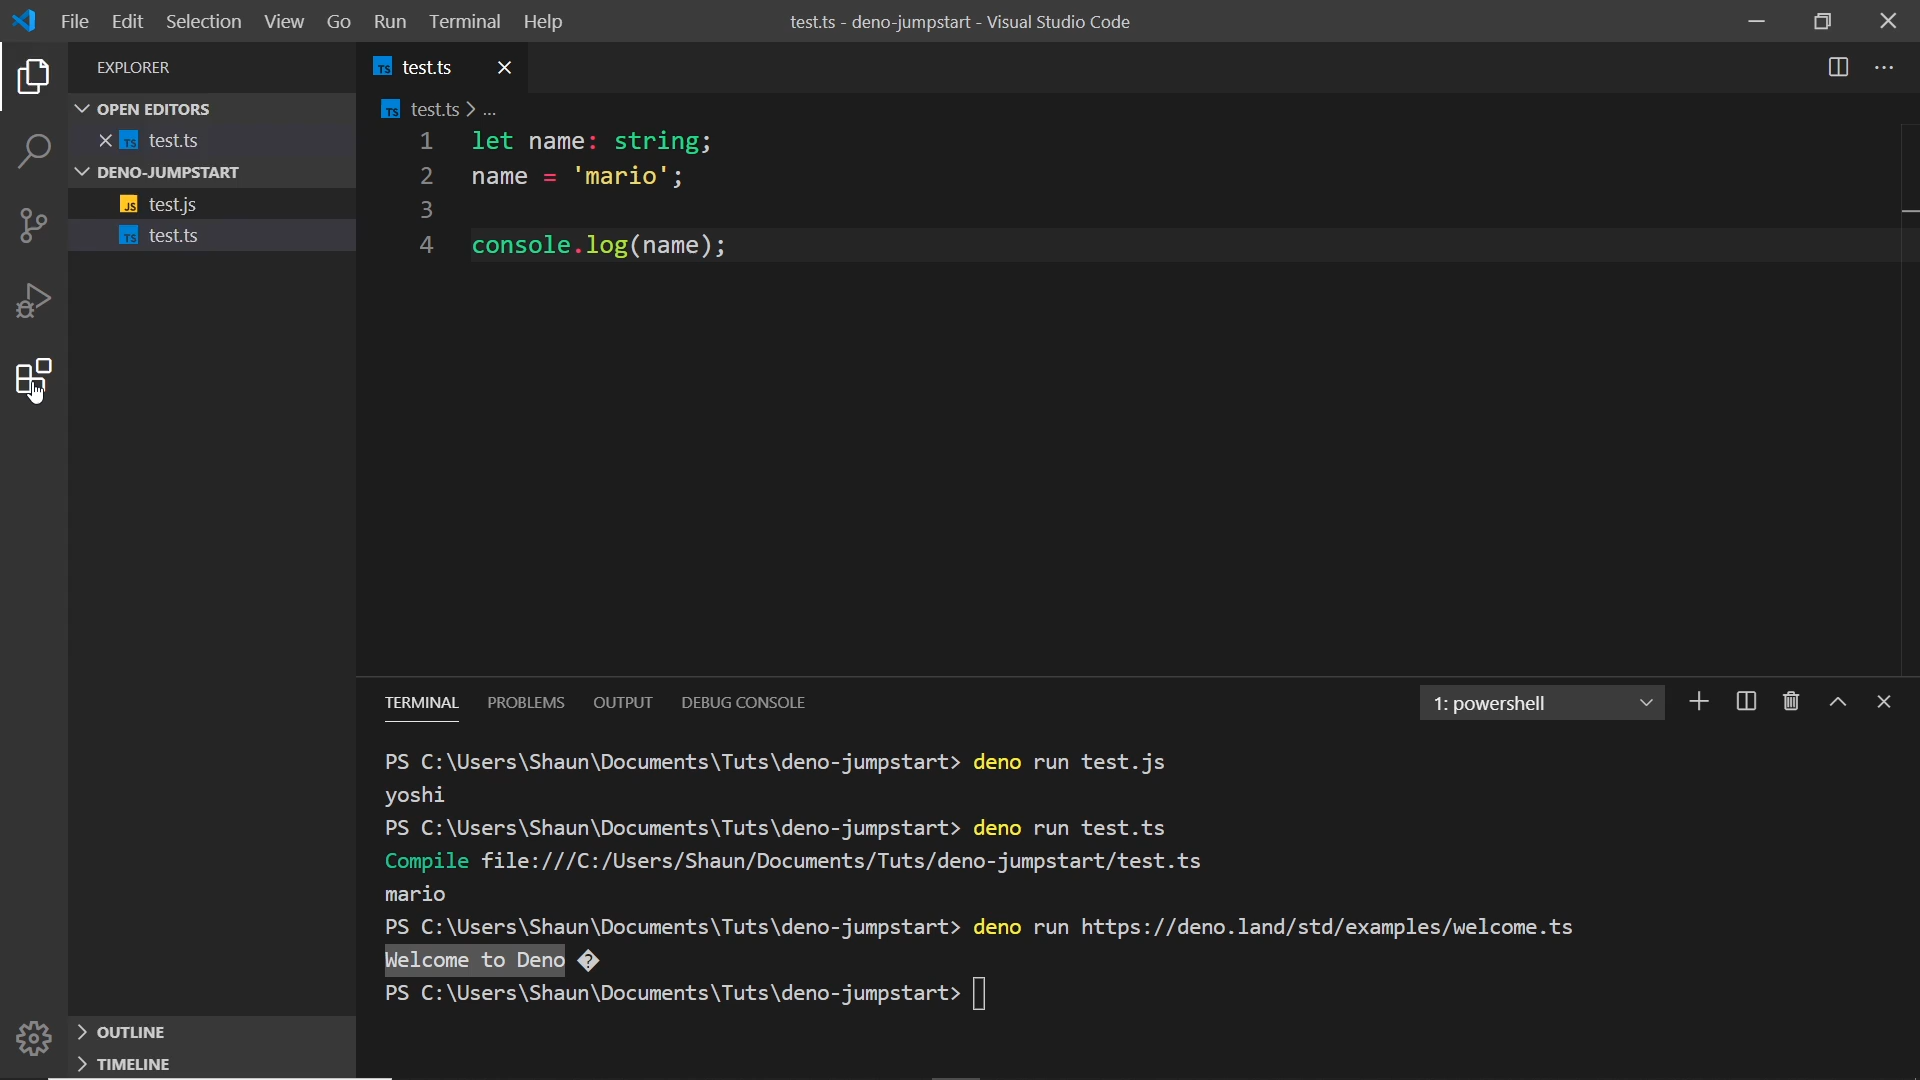 File Edit Selection View Go Run Terminal Help test.ts - deno-jumpstart - Visual Studio Code
EXPLORER
OPEN EDITORS
TS test.ts
DENO-JUMPSTART
JS test.js
TS test.ts
OUTLINE
TIMELINE
TS test.ts
TS test.ts > ...
1 let name: string;
2 name = 'mario';
3
4 console.log(name);
TERMINAL PROBLEMS OUTPUT DEBUG CONSOLE 1: powershell
PS C:\Users\Shaun\Documents\Tuts\deno-jumpstart> deno run test.js
yoshi
PS C:\Users\Shaun\Documents\Tuts\deno-jumpstart> deno run test.ts
Compile file:///C:/Users/Shaun/Documents/Tuts/deno-jumpstart/test.ts
mario
PS C:\Users\Shaun\Documents\Tuts\deno-jumpstart> deno run https://deno.land/std/examples/welcome.ts
Welcome to Deno �
PS C:\Users\Shaun\Documents\Tuts\deno-jumpstart>